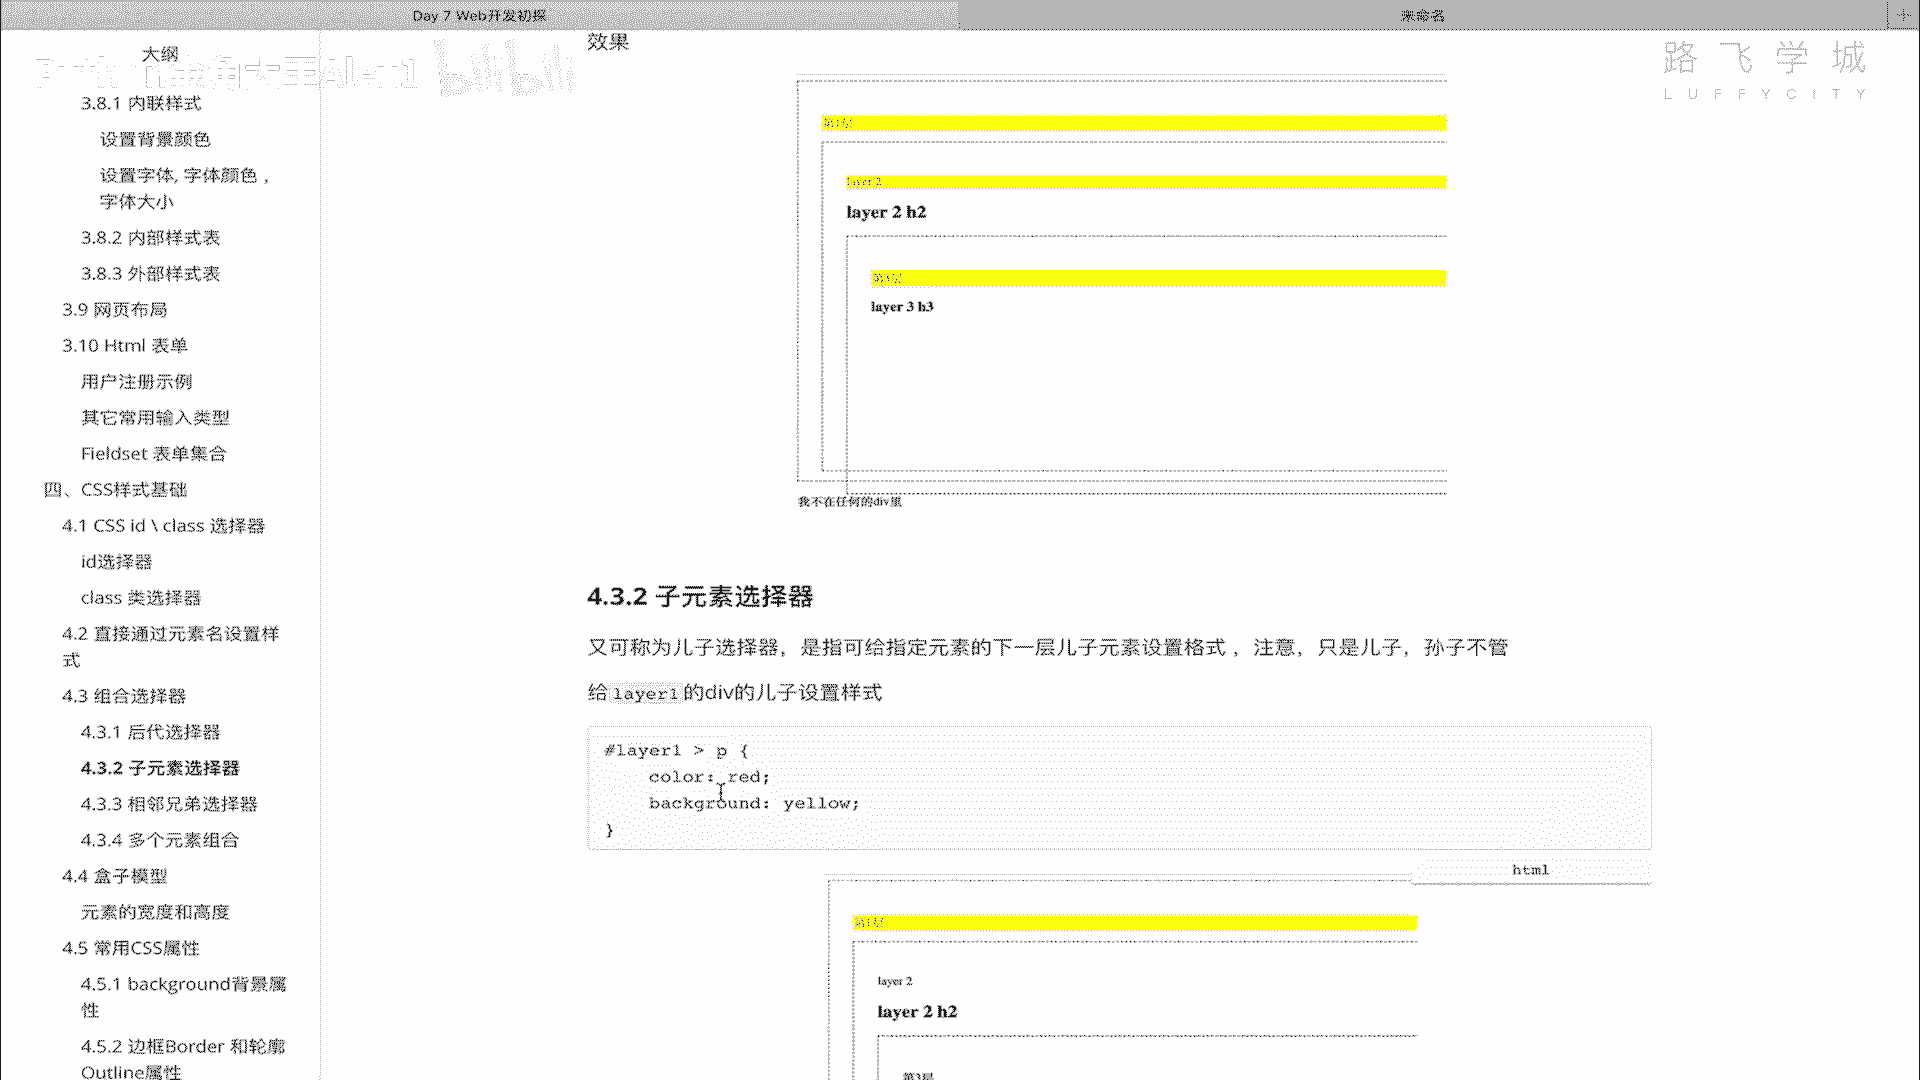 Day 7 Web开发初探
未命名
大纲
3.8.1 内联样式
设置背景颜色
设置字体, 字体颜色 ,
字体大小
3.8.2 内部样式表
3.8.3 外部样式表
3.9 网页布局
3.10 Html 表单
用户注册示例
其它常用输入类型
Fieldset 表单集合
四、CSS样式基础
4.1 CSS id \ class 选择器
id选择器
class 类选择器
4.2 直接通过元素名设置样
式
4.3 组合选择器
4.3.1 后代选择器
4.3.2 子元素选择器
4.3.3 相邻兄弟选择器
4.3.4 多个元素组合
4.4 盒子模型
元素的宽度和高度
4.5 常用CSS属性
4.5.1 background背景属
性
4.5.2 边框Border 和轮廓
Outline属性
bilibili
路飞学城
LUFFYCITY
效果
第1层
layer 2
layer 2 h2
第3层
layer 3 h3
我不在任何的div里
4.3.2 子元素选择器
又可称为儿子选择器，是指可给指定元素的下一层儿子元素设置格式 ，注意，只是儿子，孙子不管
给 layer1 的div的儿子设置样式
#layer1 > p {
color: red;
background: yellow;
}
html
第1层
layer 2
layer 2 h2
第3层